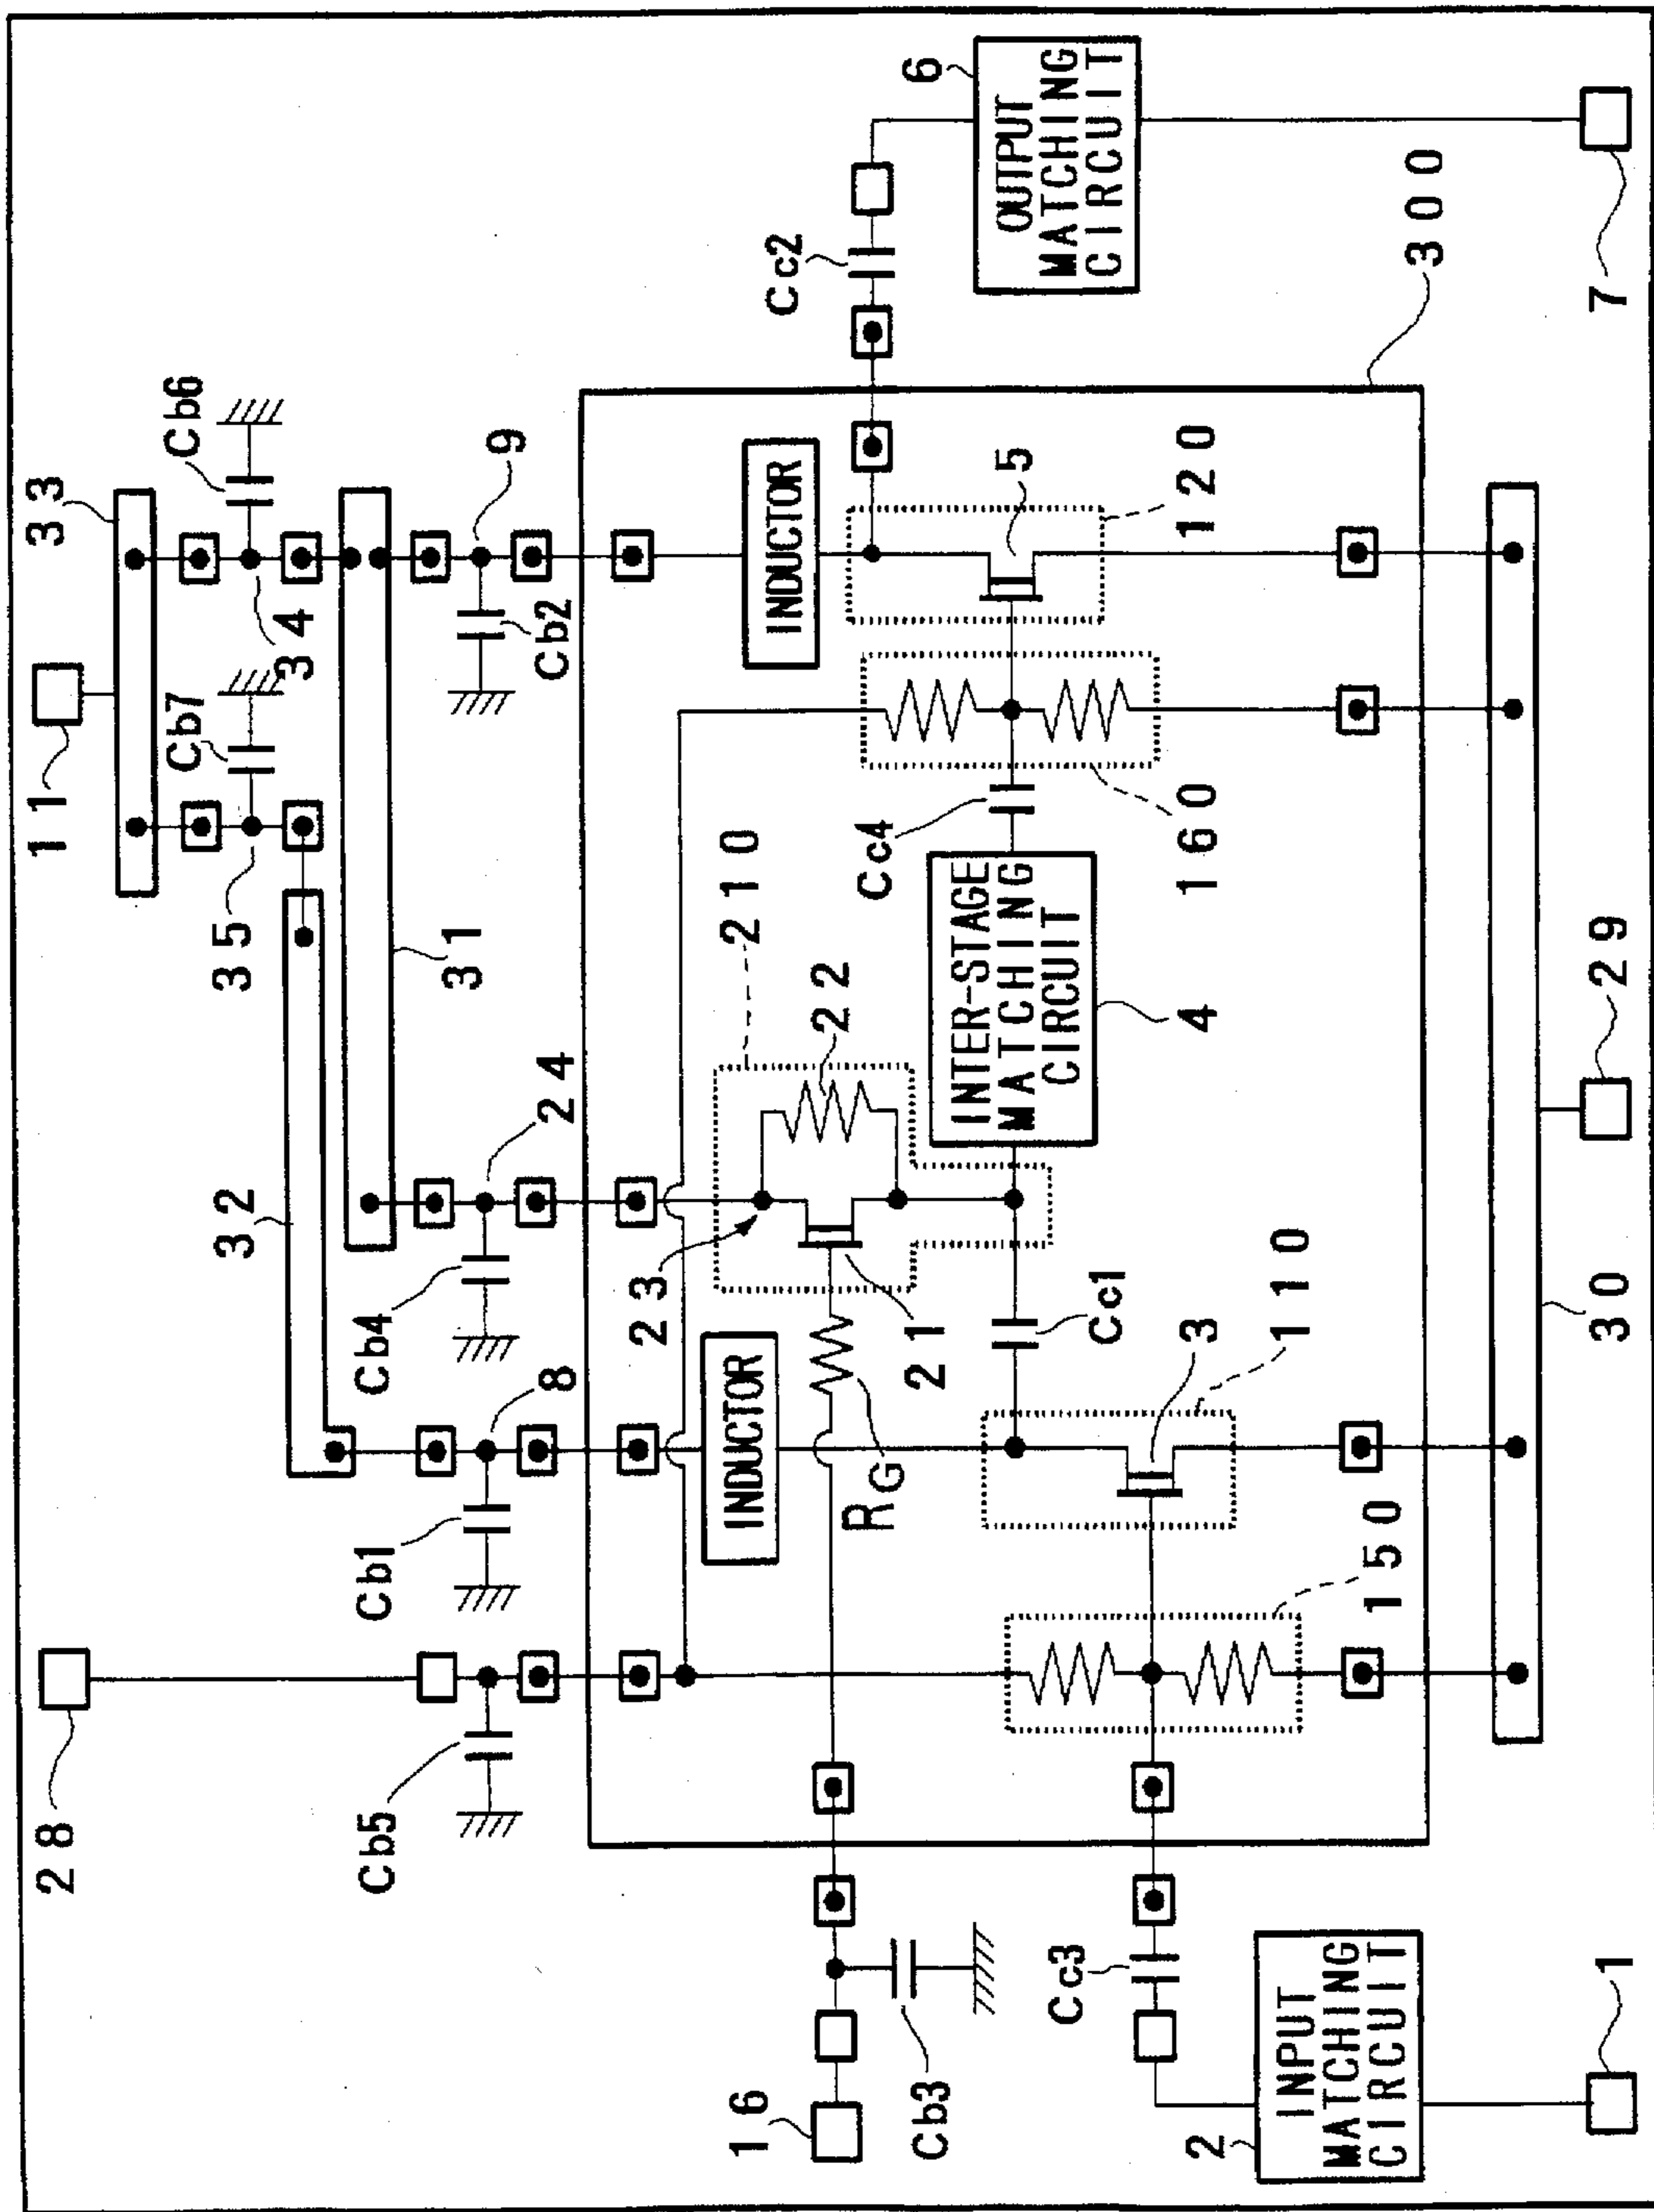 28
11
33
Cb6
34
Cb7
35
32
31
Cb5
Cb1
8
Cb4
24
Cb2
9
16
Cb3
INDUCTOR
23
21
RG
22
210
INDUCTOR
Cc2
6
OUTPUT
MATCHING
CIRCUIT
5
120
Cc4
160
INTER-STAGE
MATCHING
CIRCUIT
4
Cc1
3
110
150
300
Cc3
2
INPUT
MATCHING
CIRCUIT
1
30
29
7